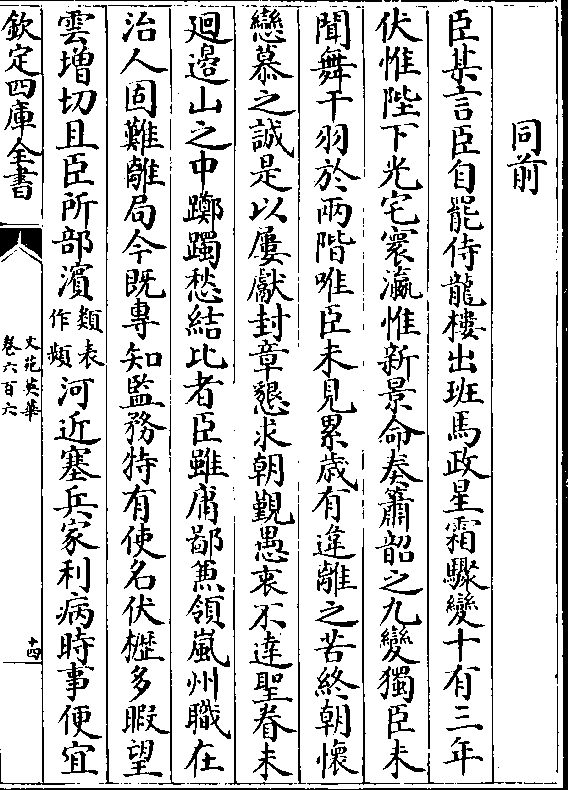 同前
臣某言臣自罷侍龍樓出班馬政星霜驟變十有三年
伏惟陛下光宅寰瀛惟新景命奏簫韶之九變獨臣未
聞舞干羽於兩階唯臣未見累歳有違離之苦終朝懷
戀慕之誠是以屢獻封章懇求朝覲愚衷不達聖眷未
廻邉山之中躑躅愁結比者臣雖庸鄙兼領嵐州職在
治人固難離局今既專知監務特有使名伏櫪多暇望
雲增切且臣所部濱類表作瀕河近塞兵家利病時事便宜
欽定四庫全書
文苑英華
卷六百六
十四